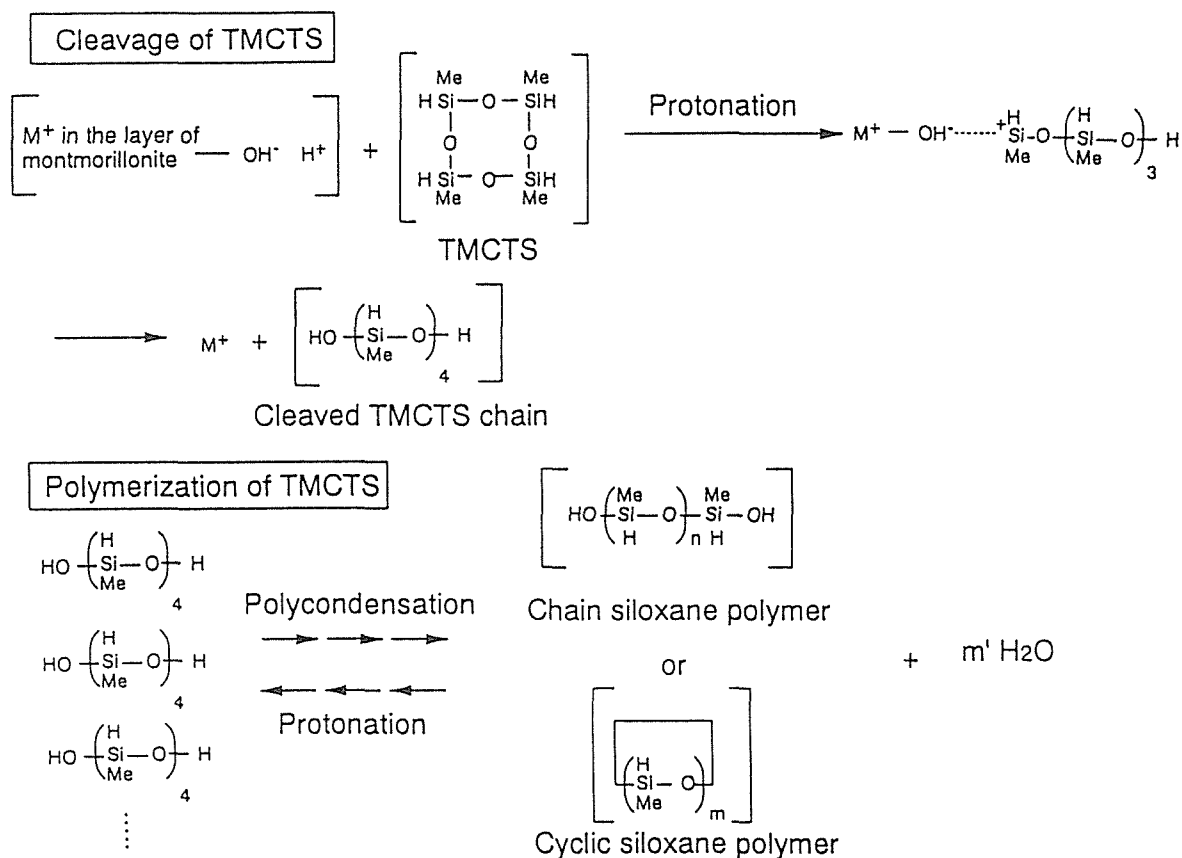 Cleavage of TMCTS
M+ in the layer of
montmorillonite — OH- H+
+
Me Me
HSi — O — SiH
O O
HSi — O — SiH
Me Me
TMCTS
Protonation
M+ — OH- ------ +
H H
Si-O-(Si — O)-H
Me Me 3
M+ +
H
HO-(Si — O)-H
Me 4
Cleaved TMCTS chain
Polymerization of TMCTS
H
HO-(Si — O)-H
Me 4
H
HO-(Si — O)-H
Me 4
H
HO-(Si — O)-H
Me 4
Polycondensation
Protonation
Me Me
HO-(Si — O)-Si — OH
H n H
Chain siloxane polymer
or
H
(Si — O)
Me m
Cyclic siloxane polymer
+ m' H2O